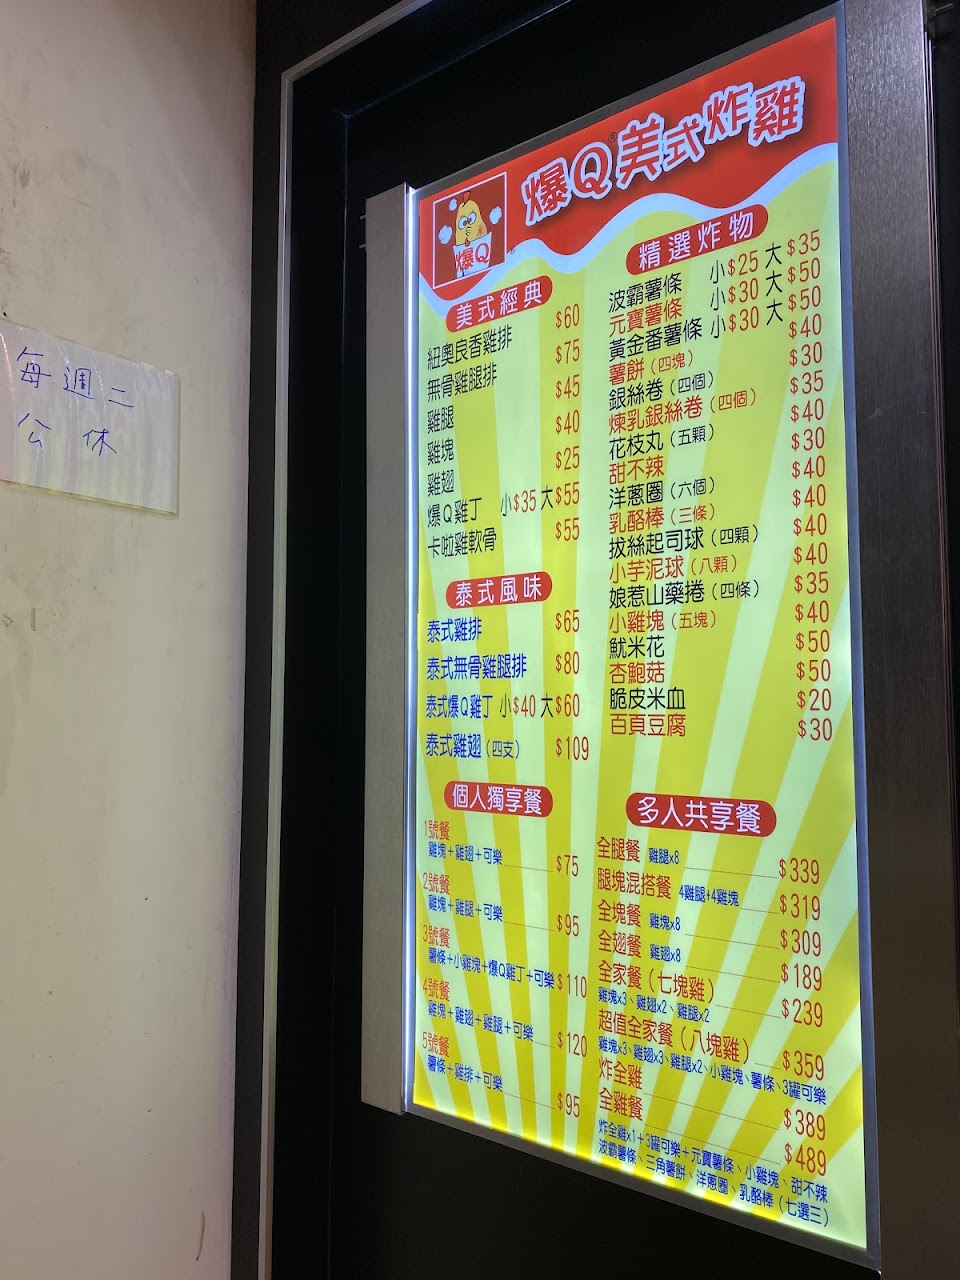 每週二
公休
爆Q®美式炸雞
爆Q®
美式經典
紐奧良香雞排 $60
無骨雞腿排 $75
雞腿 $45
雞塊 $40
雞翅 $25
爆Q雞丁 小$35 大$55
卡啦雞軟骨 $55
泰式風味
泰式雞排 $65
泰式無骨雞腿排 $80
泰式爆Q雞丁 小$40 大$60
泰式雞翅(四支) $109
個人獨享餐
1號餐
雞塊+雞翅+可樂 $75
2號餐
雞塊+雞腿+可樂 $95
3號餐
薯條+小雞塊+爆Q雞丁+可樂 $110
4號餐
雞塊+雞翅+雞腿+可樂 $120
5號餐
薯條+雞排+可樂 $95
精選炸物
波霸薯條 小$25 大$35
元寶薯條 小$30 大$50
黃金番薯條 小$30 大$50
薯餅(四塊) $40
銀絲卷(四個) $30
煉乳銀絲卷(四個) $35
花枝丸(五顆) $40
甜不辣 $30
洋蔥圈(六個) $40
乳酪棒(三條) $40
拔絲起司球(四顆) $40
小芋泥球(八顆) $40
娘惹山藥捲(四條) $35
小雞塊(五塊) $40
魷米花 $50
杏鮑菇 $50
脆皮米血 $20
百頁豆腐 $30
多人共享餐
全腿餐 雞腿x8 $339
腿塊混搭餐 4雞腿+4雞塊 $319
全塊餐 雞塊x8 $309
全翅餐 雞翅x8 $189
全家餐(七塊雞) $239
雞塊x3、雞翅x2、雞腿x2
超值全家餐(八塊雞) $359
雞塊x3、雞翅x3、雞腿x2、小雞塊、薯條、3罐可樂
炸全雞 $389
全雞餐 $489
炸全雞x1+3罐可樂+元寶薯條、小雞塊、甜不辣
波霸薯條、三角薯餅、洋蔥圈、乳酪棒(七選三)